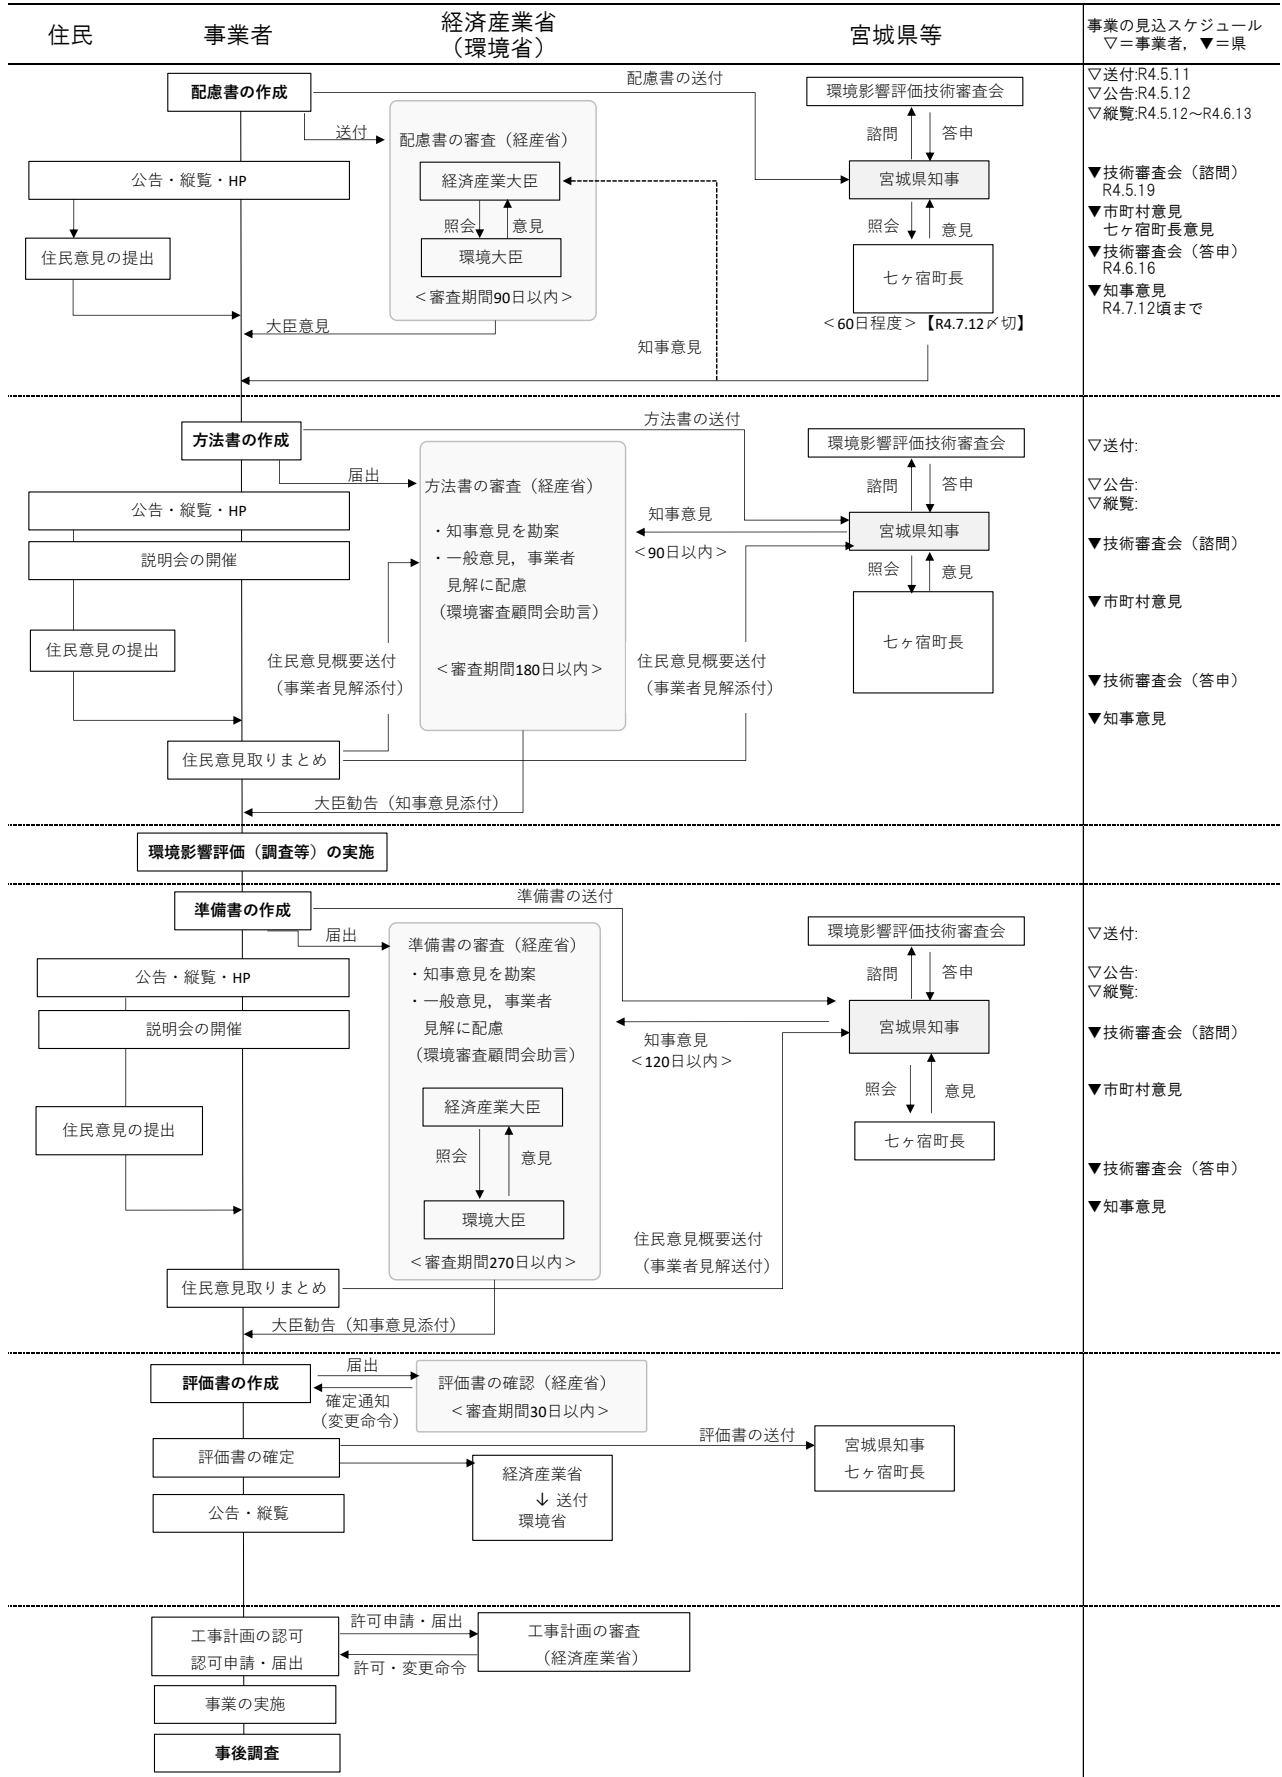 住民
事業者
経済産業省
（環境省）
宮城県等
事業の見込スケジュール
▽＝事業者，▼＝県
配慮書の作成
配慮書の送付
送付
配慮書の審査（経産省）
経済産業大臣
照会
意見
環境大臣
＜審査期間90日以内＞
公告・縦覧・HP
住民意見の提出
大臣意見
知事意見
環境影響評価技術審査会
諮問
答申
宮城県知事
照会
意見
七ヶ宿町長
＜60日程度＞【R4.7.12〆切】
▽送付:R4.5.11
▽公告:R4.5.12
▽縦覧:R4.5.12～R4.6.13
▼技術審査会（諮問）
R4.5.19
▼市町村意見
七ヶ宿町長意見
▼技術審査会（答申）
R4.6.16
▼知事意見
R4.7.12頃まで
方法書の作成
方法書の送付
届出
方法書の審査（経産省）
・知事意見を勘案
・一般意見，事業者
見解に配慮
（環境審査顧問会助言）
＜審査期間180日以内＞
公告・縦覧・HP
説明会の開催
住民意見の提出
住民意見概要送付
（事業者見解添付）
住民意見取りまとめ
大臣勧告（知事意見添付）
知事意見
＜90日以内＞
住民意見概要送付
（事業者見解添付）
環境影響評価技術審査会
諮問
答申
宮城県知事
照会
意見
七ヶ宿町長
▽送付:
▽公告:
▽縦覧:
▼技術審査会（諮問）
▼市町村意見
▼技術審査会（答申）
▼知事意見
環境影響評価（調査等）の実施
準備書の作成
準備書の送付
届出
準備書の審査（経産省）
・知事意見を勘案
・一般意見，事業者
見解に配慮
（環境審査顧問会助言）
経済産業大臣
照会
意見
環境大臣
＜審査期間270日以内＞
公告・縦覧・HP
説明会の開催
住民意見の提出
住民意見取りまとめ
大臣勧告（知事意見添付）
知事意見
＜120日以内＞
住民意見概要送付
（事業者見解送付）
環境影響評価技術審査会
諮問
答申
宮城県知事
照会
意見
七ヶ宿町長
▽送付:
▽公告:
▽縦覧:
▼技術審査会（諮問）
▼市町村意見
▼技術審査会（答申）
▼知事意見
評価書の作成
届出
確定通知
（変更命令）
評価書の確認（経産省）
＜審査期間30日以内＞
評価書の確定
評価書の送付
宮城県知事
七ヶ宿町長
経済産業省
↓ 送付
環境省
公告・縦覧
工事計画の認可
認可申請・届出
許可申請・届出
許可・変更命令
工事計画の審査
（経済産業省）
事業の実施
事後調査